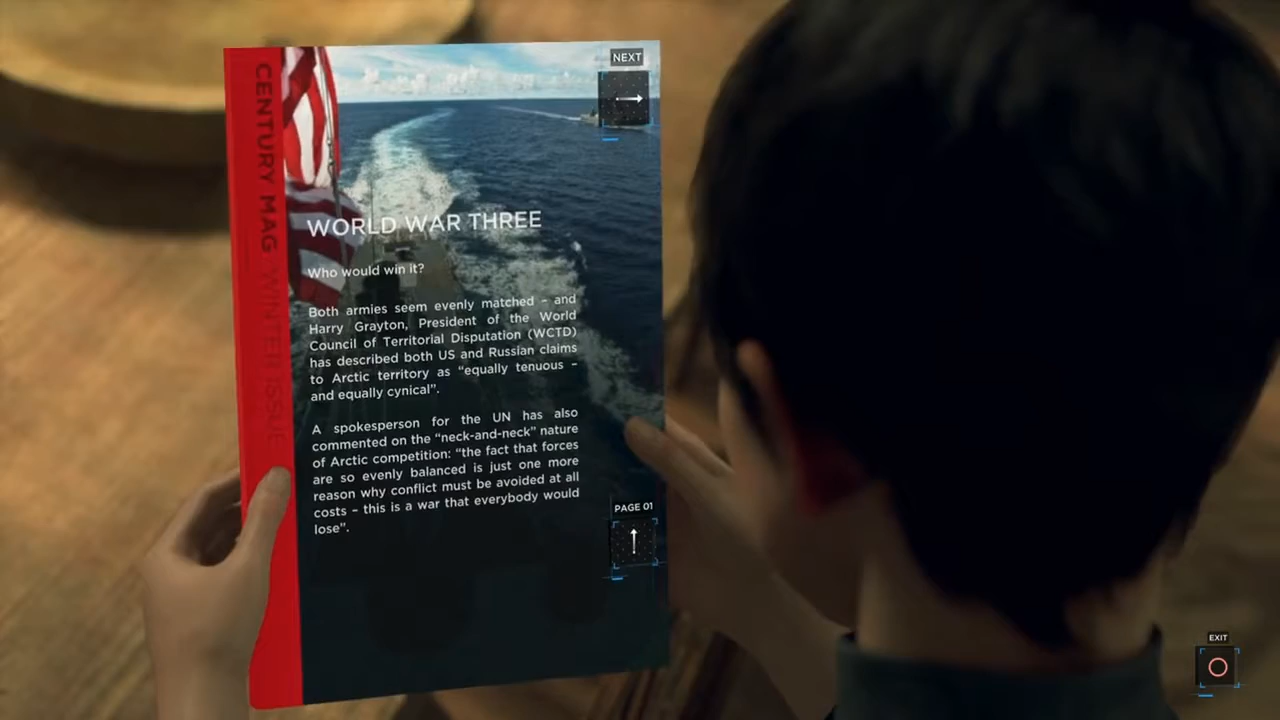 CENTURY MAG WINTER ISSUE
NEXT
WORLD WAR THREE
Who would win it?
Both armies seem evenly matched – and
Harry Grayton, President of the World
Council of Territorial Disputation (WCTD)
has described both US and Russian claims
to Arctic territory as “equally tenuous –
and equally cynical”.
A spokesperson for the UN has also
commented on the “neck-and-neck” nature
of Arctic competition: “the fact that forces
are so evenly balanced is just one more
reason why conflict must be avoided at all
costs – this is a war that everybody would
lose”.
PAGE 01
EXIT